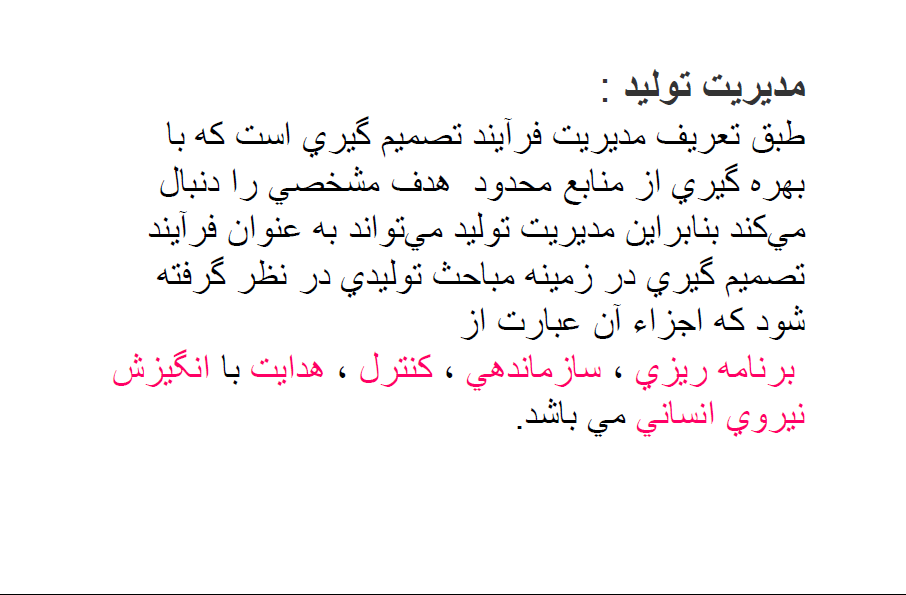 مديريت توليد :
طبق تعريف مديريت فرآيند تصميم گيري است كه با
بهره گيري از منابع محدود هدف مشخصي را دنبال
مي‌كند بنابراين مديريت توليد مي‌تواند به عنوان فرآيند
تصميم گيري در زمينه مباحث توليدي در نظر گرفته
شود كه اجزاء آن عبارت از
برنامه ريزي ، سازماندهي ، كنترل ، هدايت با انگيزش
نيروي انساني مي باشد.